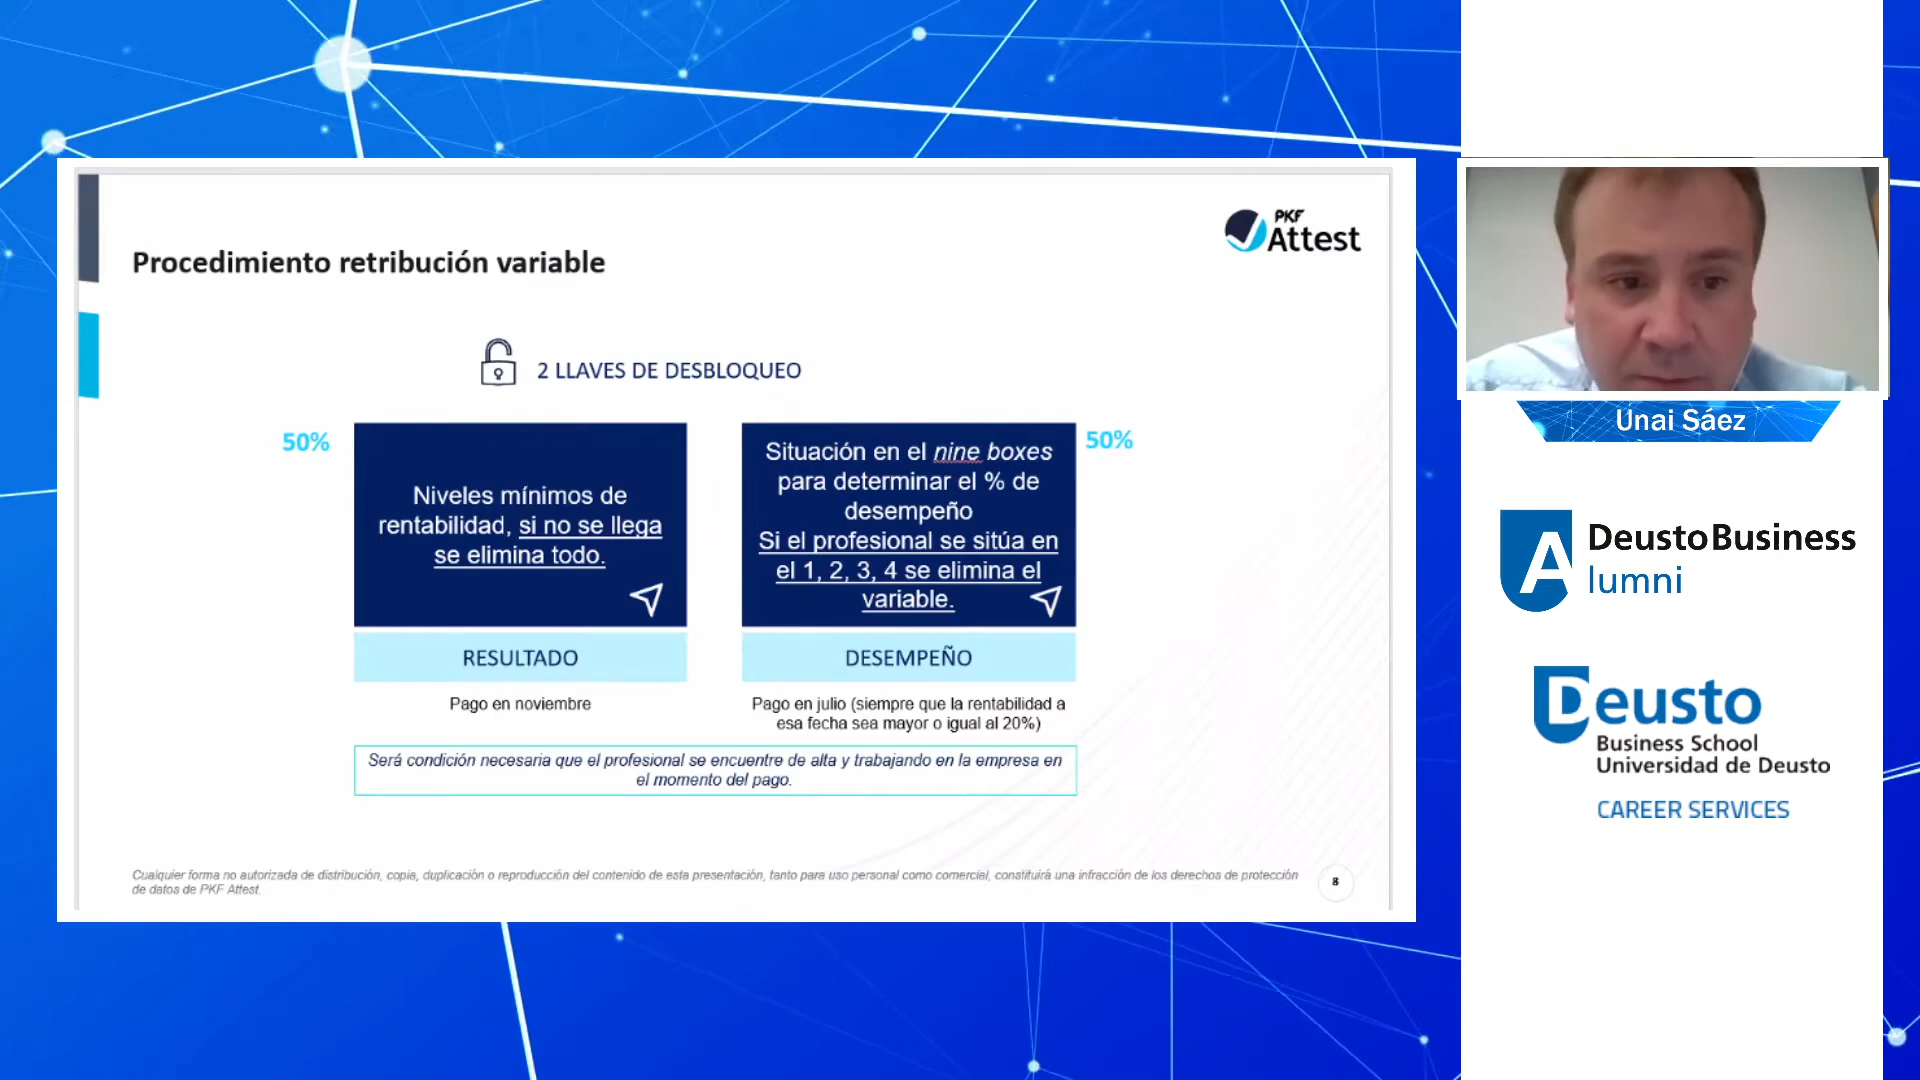 PKF
Attest
Procedimiento retribución variable
2 LLAVES DE DESBLOQUEO
50%
Niveles mínimos de
rentabilidad, si no se llega
se elimina todo.
RESULTADO
Pago en noviembre
50%
Situación en el nine boxes
para determinar el % de
desempeño
Si el profesional se sitúa en
el 1, 2, 3, 4 se elimina el
variable.
DESEMPEÑO
Pago en julio (siempre que la rentabilidad a
esa fecha sea mayor o igual al 20%)
Será condición necesaria que el profesional se encuentre de alta y trabajando en la empresa en
el momento del pago.
Cualquier forma no autorizada de distribución, copia, duplicación o reproducción del contenido de esta presentación, tanto para uso personal como comercial, constituirá una infracción de los derechos de protección
de datos de PKF Attest.
8
Unai Sáez
DeustoBusiness
Alumni
Deusto
Business School
Universidad de Deusto
CAREER SERVICES